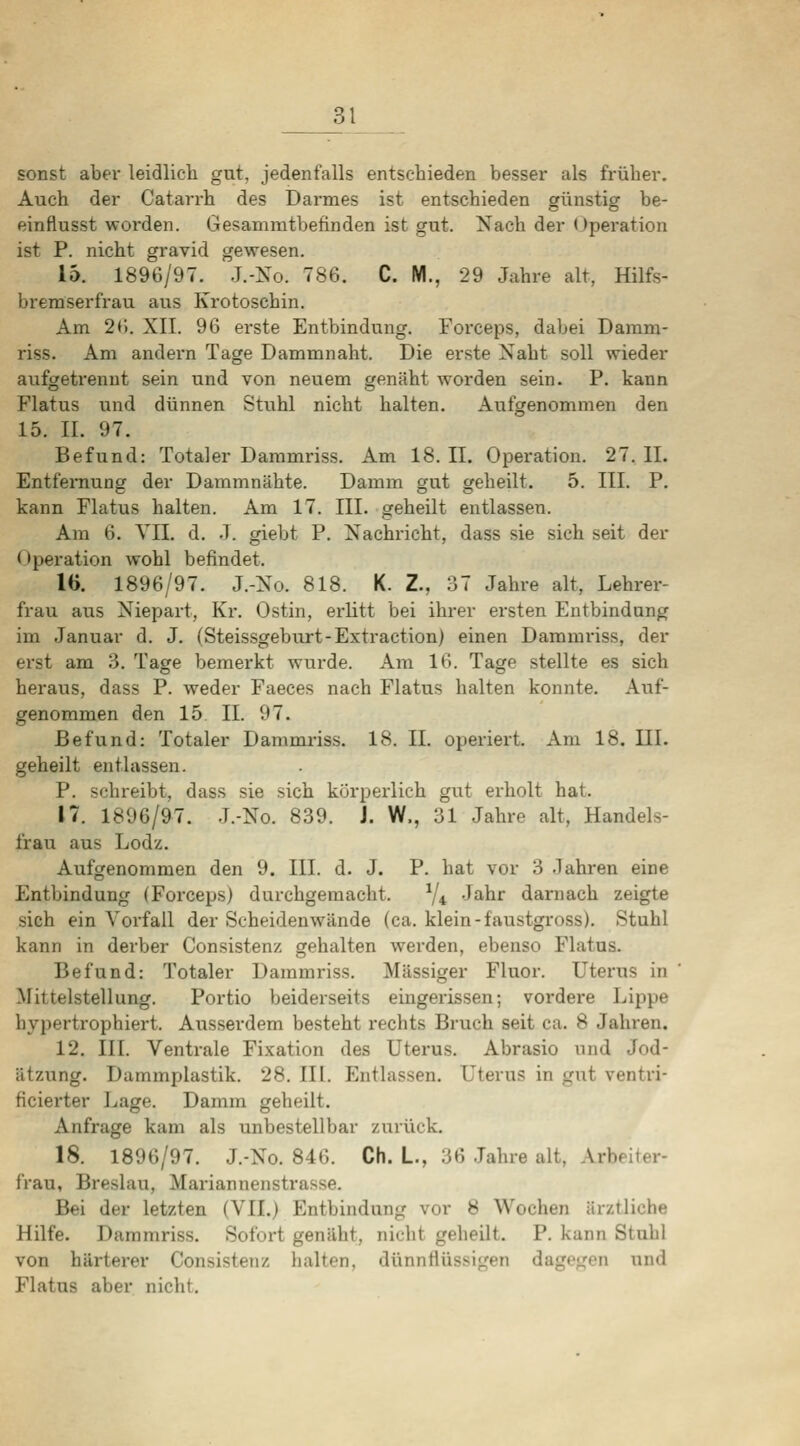 31
sonst aber leidlich gut, jedenfalls entschieden besser als früher.
Auch der Catarrh des Darmes ist entschieden günstig be-
einflusst worden. Gesammtbefinden ist gut. Nach der Operation
ist P. nicht gravid gewesen.
15. 1896/97. J.-No. 786. C. M., 29 Jahre alt, Hilfs-
bremserfrau aus Krotoschin.
Am 26. XII. 96 erste Entbindung. Forceps, dabei Damm-
riss. Am andern Tage Dammnaht. Die erste Naht soll wieder
aufgetrennt sein und von neuem genäht worden sein. P. kann
Flatus und dünnen Stuhl nicht halten. Aufgenommen den
15. II. 97.
Befund: Totaler Dammriss. Am 18. II. Operation. 27. II.
Entfernung der Dammnähte. Damm gut geheilt. 5. III. P.
kann Flatus halten. Am 17. III. geheilt entlassen.
Am 6. VII. d. J. giebt P. Nachricht, dass sie sich seit der
Operation wohl befindet.
16. 1896/97. J.-No. 818. K. Z., 37 Jahre alt, Lehrer-
frau aus Niepart, Kr. Ostin, erlitt bei ihrer ersten Entbindung
im Januar d. J. (Steissgeburt-Extraction) einen Dammriss, der
erst am 3. Tage bemerkt wurde. Am 16. Tage stellte es sich
heraus, dass P. weder Faeces nach Flatus halten konnte. Auf-
genommen den 15 II. 97.
Befund: Totaler Dammriss. 18. II. operiert. Am 18. III.
geheilt entlassen.
P. schreibt, dass sie sich körperlich gut erholt hat.
17. 1896/97. J.-No. 839. J. W., 31 Jahre alt, Handels-
frau aus Lodz.
Aufgenommen den 9. III. d. J. P. hat vor 3 Jahren eine
Entbindung (Forceps) durchgemacht. ¼ Jahr darnach zeigte
sich ein Vorfall der Scheidenwände (ca. klein-faustgross). Stuhl
kann in derber Consistenz gehalten werden, ebenso Flatus.
Befund: Totaler Dammriss. Mässiger Fluor. Uterus in
Mittelstellung. Portio beiderseits eingerissen; vordere Lippe
hypertrophiert. Ausserdem besteht rechts Bruch seit ca. 8 Jahren.
12. III. Ventrale Fixation des Uterus. Abrasio und Jod-
ätzung. Dammplastik. 28. III. Entlassen. Uterus in gut ventri-
ficierter Lage. Damm geheilt.
Anfrage kam als unbestellbar zurück.
18. 1896/97. J.-No. 846. Ch. L., 36 Jahre alt, Arbeiter-
frau, Breslau, Mariannenstrasse.
Bei der letzten (VII.) Entbindung vor 8 Wochen ärztliche
Hilfe. Dammriss. Sofort genäht, nicht geheilt. P. kann Stuhl
von härterer Consistenz halten, dünnflüssigen dagegen und
Flatus aber nicht.